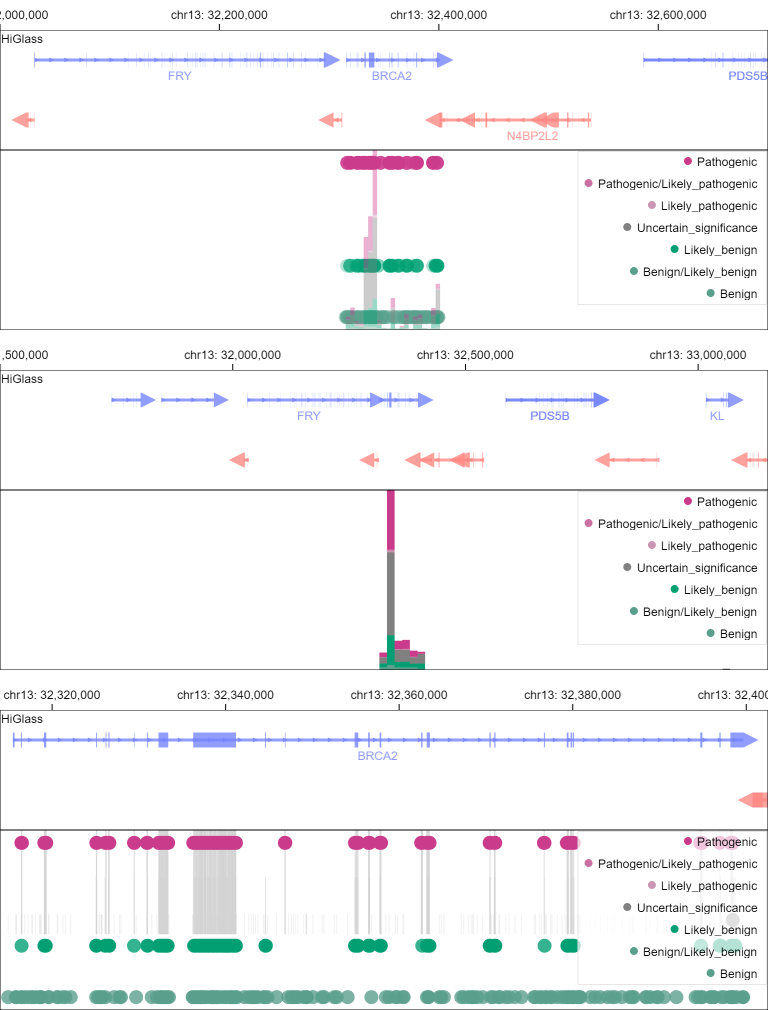 2,000,000 chr13: 32,200,000 chr13: 32,400,000 chr13: 32,600,000
HiGlass
FRY BRCA2 PDS5B
N4BP2L2
Pathogenic
Pathogenic/Likely_pathogenic
Likely_pathogenic
Uncertain_significance
Likely_benign
Benign/Likely_benign
Benign
,500,000 chr13: 32,000,000 chr13: 32,500,000 chr13: 33,000,000
HiGlass
FRY PDS5B KL
Pathogenic
Pathogenic/Likely_pathogenic
Likely_pathogenic
Uncertain_significance
Likely_benign
Benign/Likely_benign
Benign
chr13: 32,320,000 chr13: 32,340,000 chr13: 32,360,000 chr13: 32,380,000 chr13: 32,400
HiGlass
BRCA2
Pathogenic
Pathogenic/Likely_pathogenic
Likely_pathogenic
Uncertain_significance
Likely_benign
Benign/Likely_benign
Benign